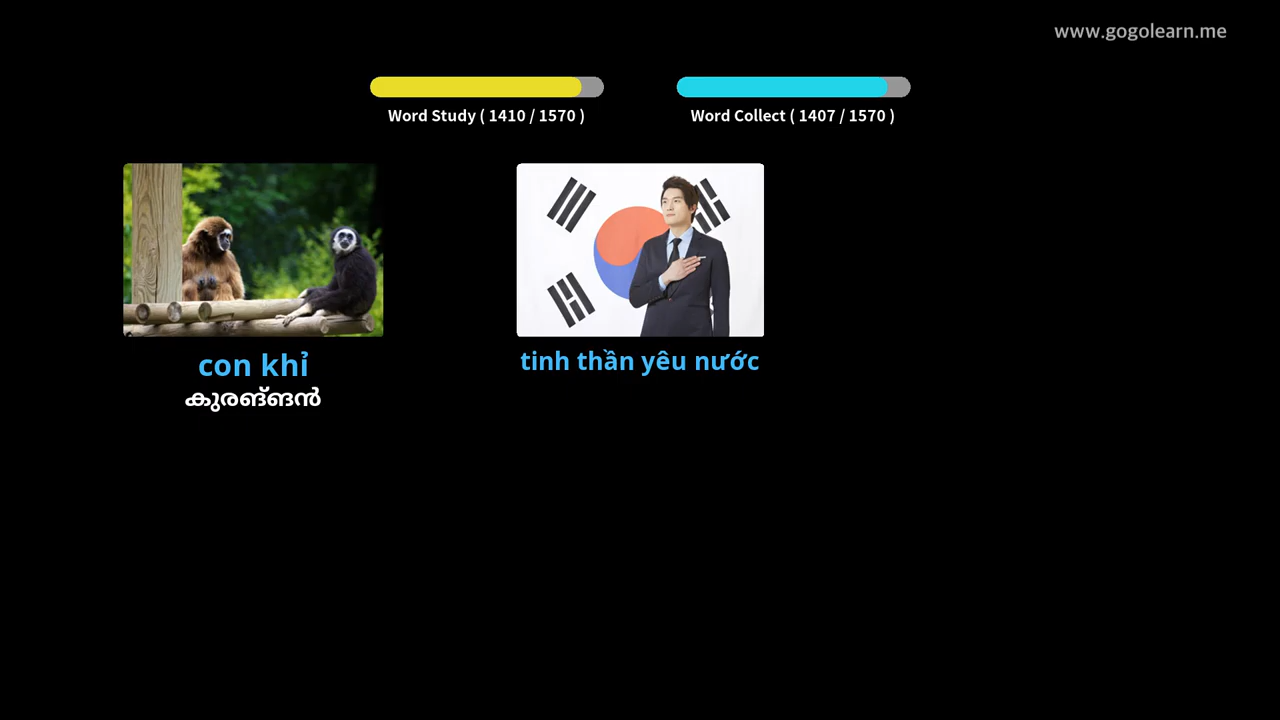 www.gogolearn.me
Word Study ( 1410 / 1570 )
Word Collect ( 1407 / 1570 )
con khỉ
കുരങ്ങൻ
tinh thần yêu nước